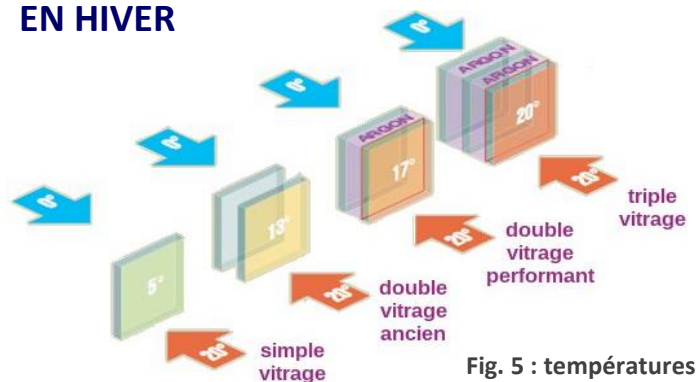 EN HIVER
0°
0°
0°
0°
ARGON
ARGON
ARGON
20°
17°
13°
5°
20°
20°
20°
20°
triple
vitrage
double
vitrage
performant
double
vitrage
ancien
simple
vitrage
Fig. 5 : températures